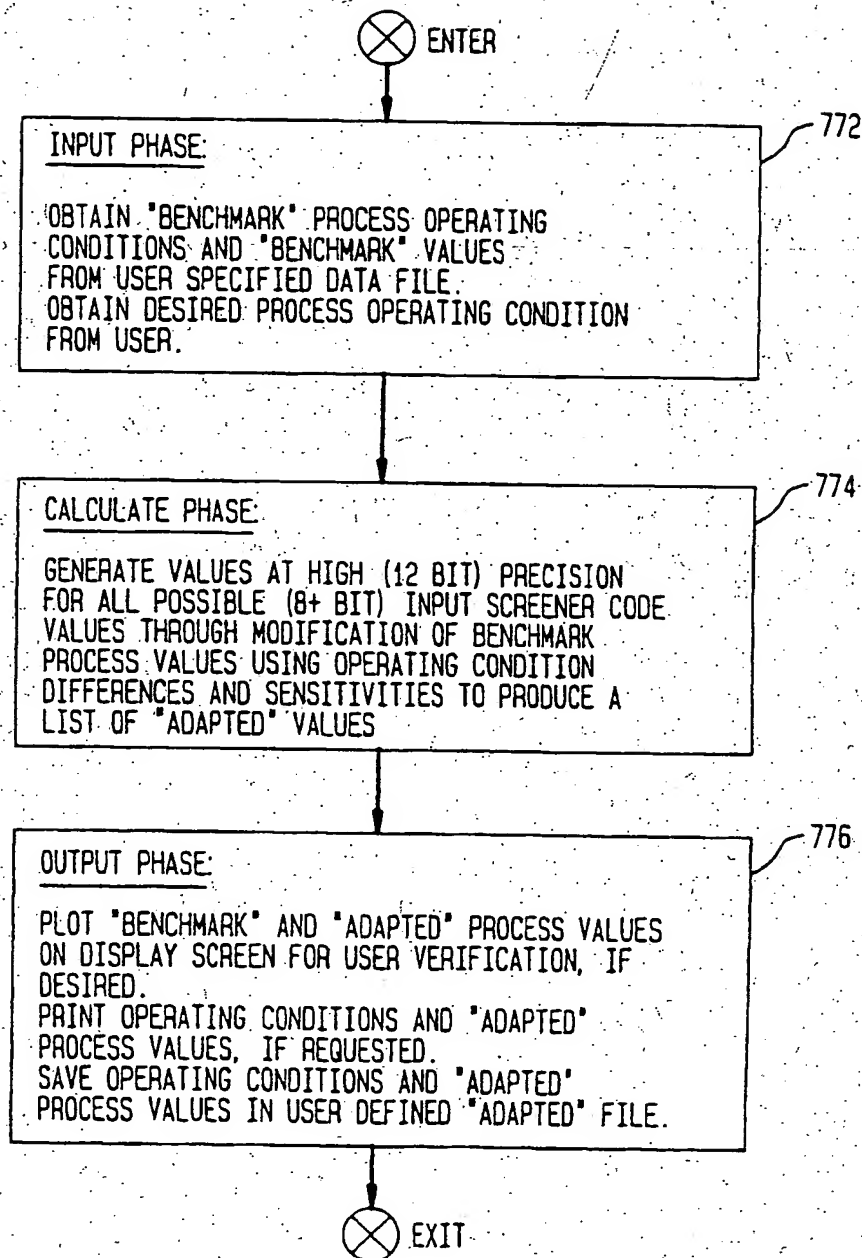 ENTER
772
INPUT PHASE:
OBTAIN "BENCHMARK" PROCESS OPERATING
CONDITIONS AND "BENCHMARK" VALUES
FROM USER SPECIFIED DATA FILE.
OBTAIN DESIRED PROCESS OPERATING CONDITION
FROM USER.
774
CALCULATE PHASE:
GENERATE VALUES AT HIGH (12 BIT) PRECISION
FOR ALL POSSIBLE (8+ BIT) INPUT SCREENER CODE
VALUES THROUGH MODIFICATION OF BENCHMARK
PROCESS VALUES USING OPERATING CONDITION
DIFFERENCES AND SENSITIVITIES TO PRODUCE A
LIST OF "ADAPTED" VALUES
776
OUTPUT PHASE:
PLOT "BENCHMARK" AND "ADAPTED" PROCESS VALUES
ON DISPLAY SCREEN FOR USER VERIFICATION, IF
DESIRED.
PRINT OPERATING CONDITIONS AND "ADAPTED"
PROCESS VALUES, IF REQUESTED.
SAVE OPERATING CONDITIONS AND "ADAPTED"
PROCESS VALUES IN USER DEFINED "ADAPTED" FILE.
EXIT